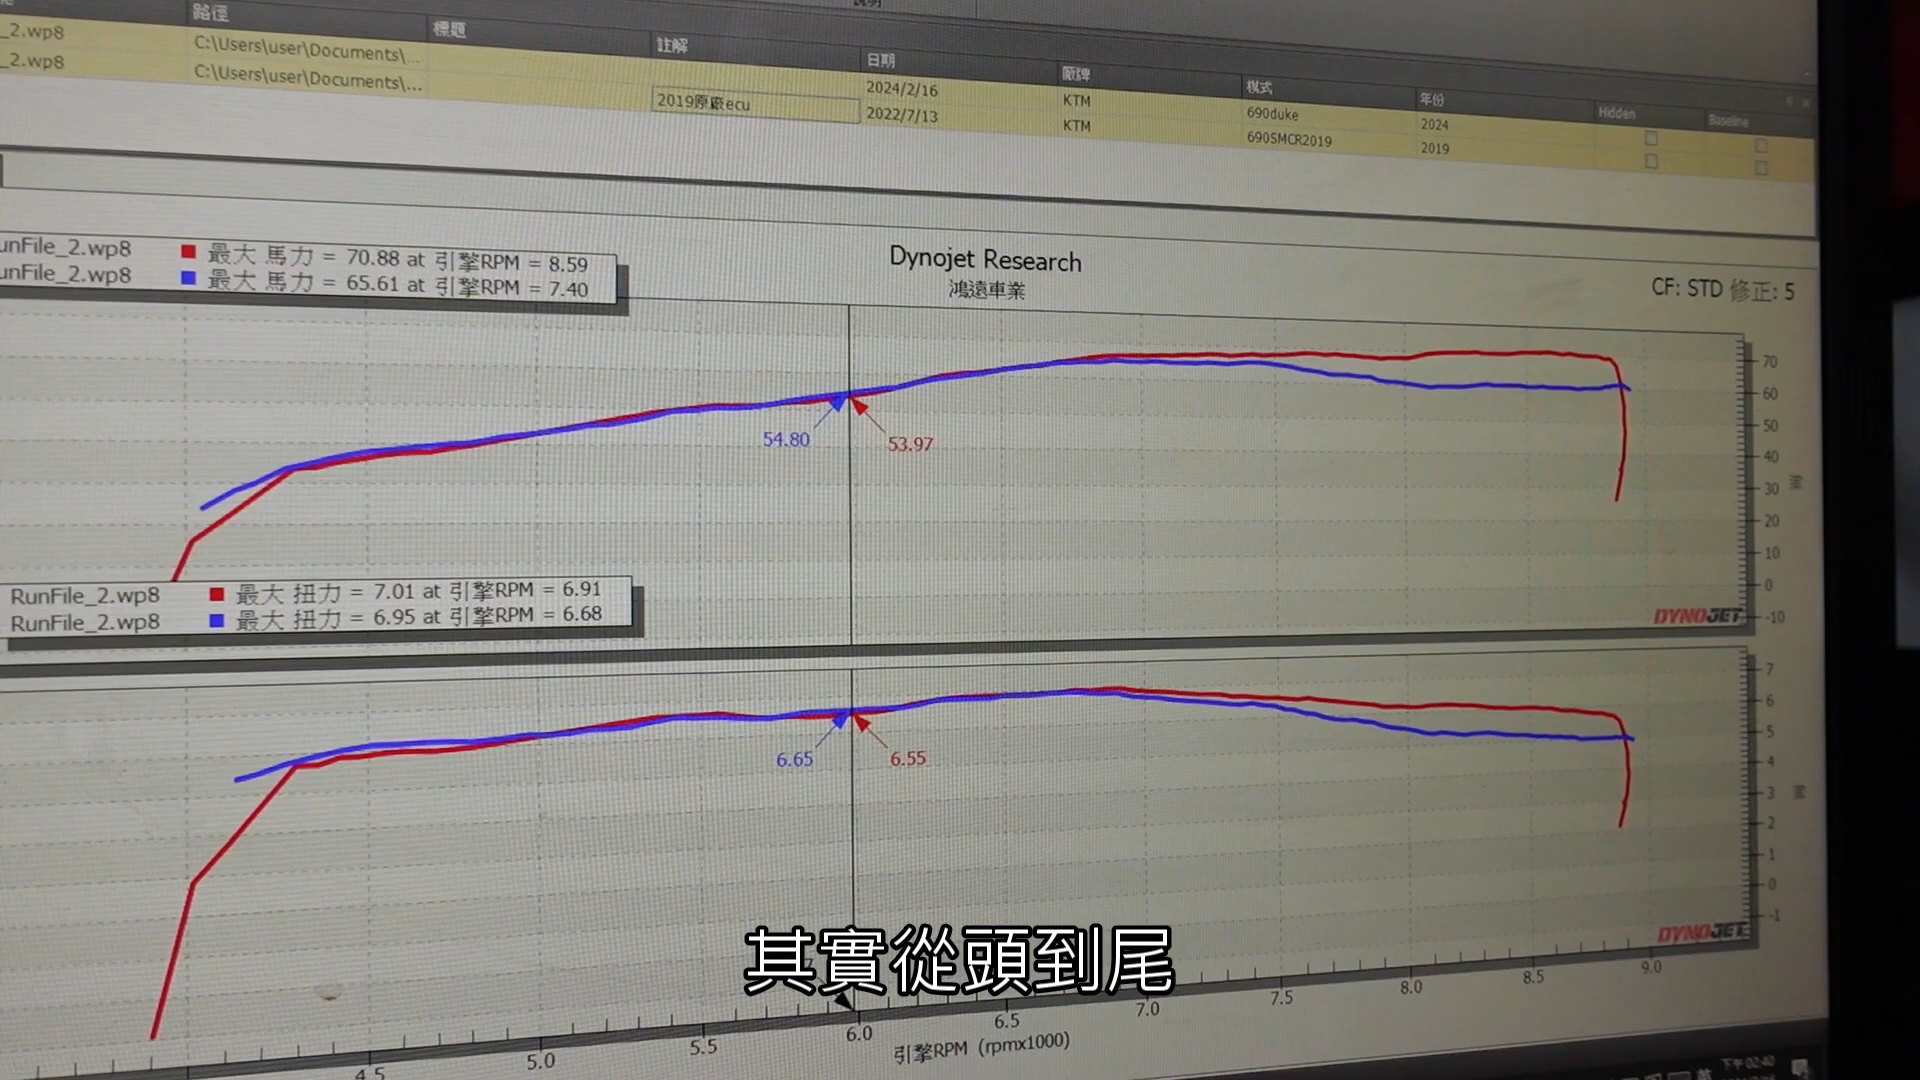 路徑 標題 註解 日期 廠牌 模式 年份 Hidden Baseline
_2.wp8 C:\Users\user\Documents\... 2024/2/16 KTM 690duke 2024
_2.wp8 C:\Users\user\Documents\... 2019原廠ecu 2022/7/13 KTM 690SMCR2019 2019
unFile_2.wp8 最大 馬力 = 70.88 at 引擎RPM = 8.59
unFile_2.wp8 最大 馬力 = 65.61 at 引擎RPM = 7.40
Dynojet Research
鴻遠車業
CF: STD 修正: 5
70
60
50
40
30
20
10
0
-10
54.80
53.97
DYNOJET
RunFile_2.wp8 最大 扭力 = 7.01 at 引擎RPM = 6.91
RunFile_2.wp8 最大 扭力 = 6.95 at 引擎RPM = 6.68
7
6
5
4
3
2
1
0
-1
6.65
6.55
DYNOJET
其實從頭到尾
4.5 5.0 5.5 6.0 6.5 7.0 7.5 8.0 8.5 9.0
引擎RPM (rpmx1000)
下午 02:40